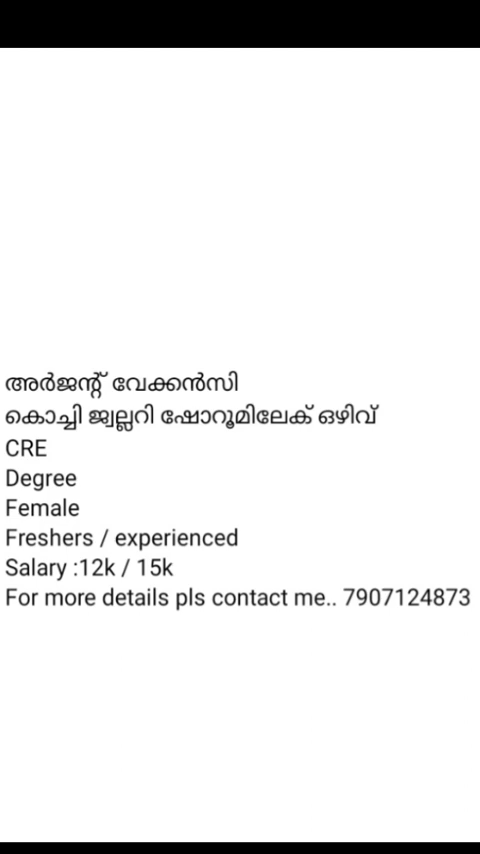 അർജന്റ് വേക്കൻസി
കൊച്ചി ജ്വല്ലറി ഷോറൂമിലേക് ഒഴിവ്
CRE
Degree
Female
Freshers / experienced
Salary :12k / 15k
For more details pls contact me.. 7907124873